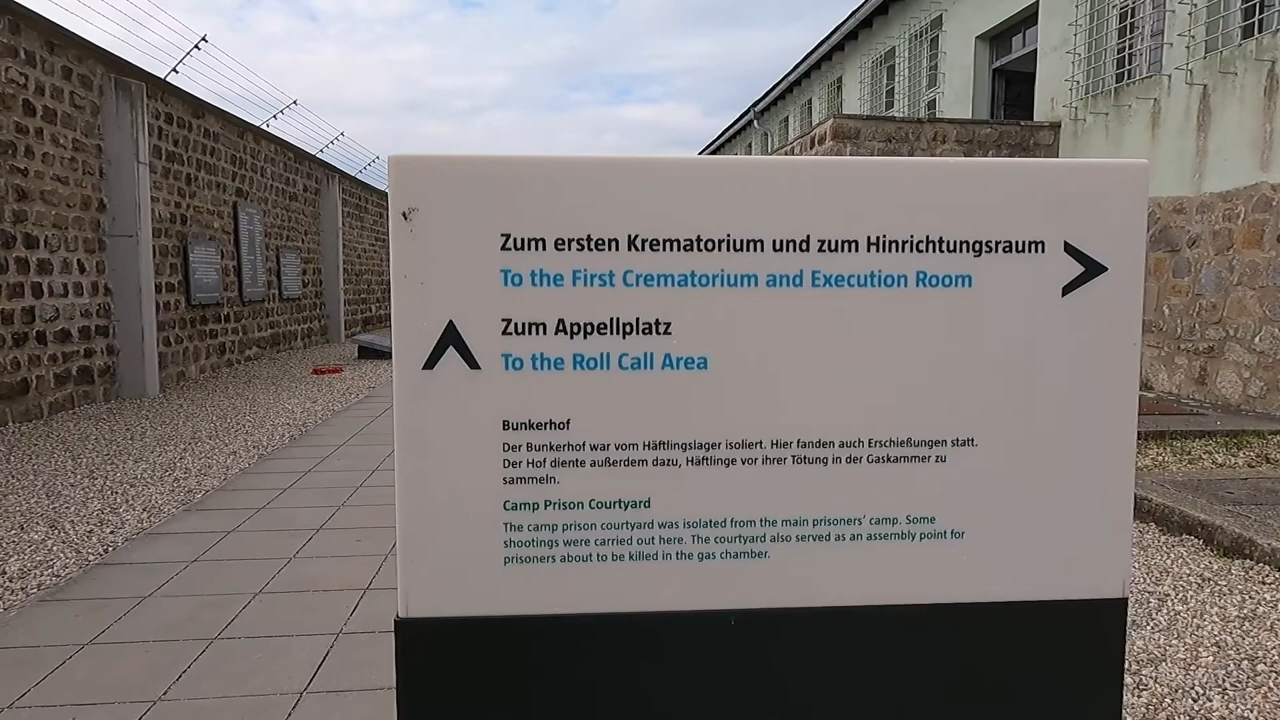 Zum ersten Krematorium und zum Hinrichtungsraum
To the First Crematorium and Execution Room
Zum Appellplatz
To the Roll Call Area
Bunkerhof
Der Bunkerhof war vom Häftlingslager isoliert. Hier fanden auch Erschießungen statt.
Der Hof diente außerdem dazu, Häftlinge vor ihrer Tötung in der Gaskammer zu
sammeln.
Camp Prison Courtyard
The camp prison courtyard was isolated from the main prisoners' camp. Some
shootings were carried out here. The courtyard also served as an assembly point for
prisoners about to be killed in the gas chamber.